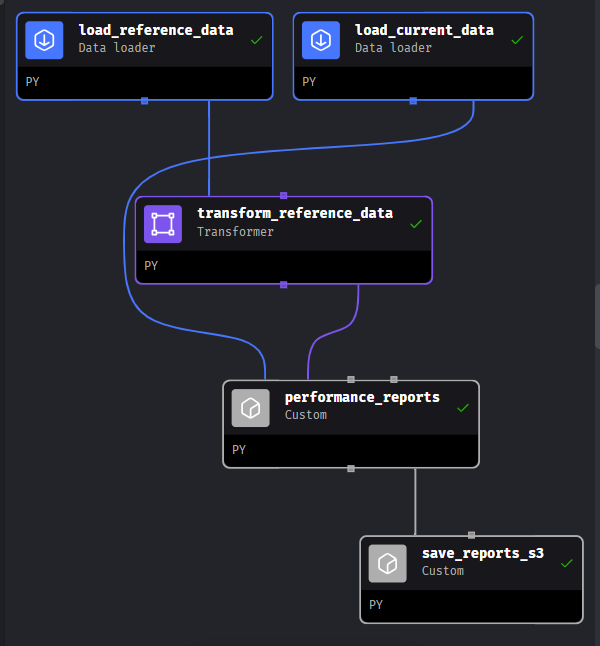 load_reference_data
Data loader
PY
load_current_data
Data loader
PY
transform_reference_data
Transformer
PY
performance_reports
Custom
PY
save_reports_s3
Custom
PY